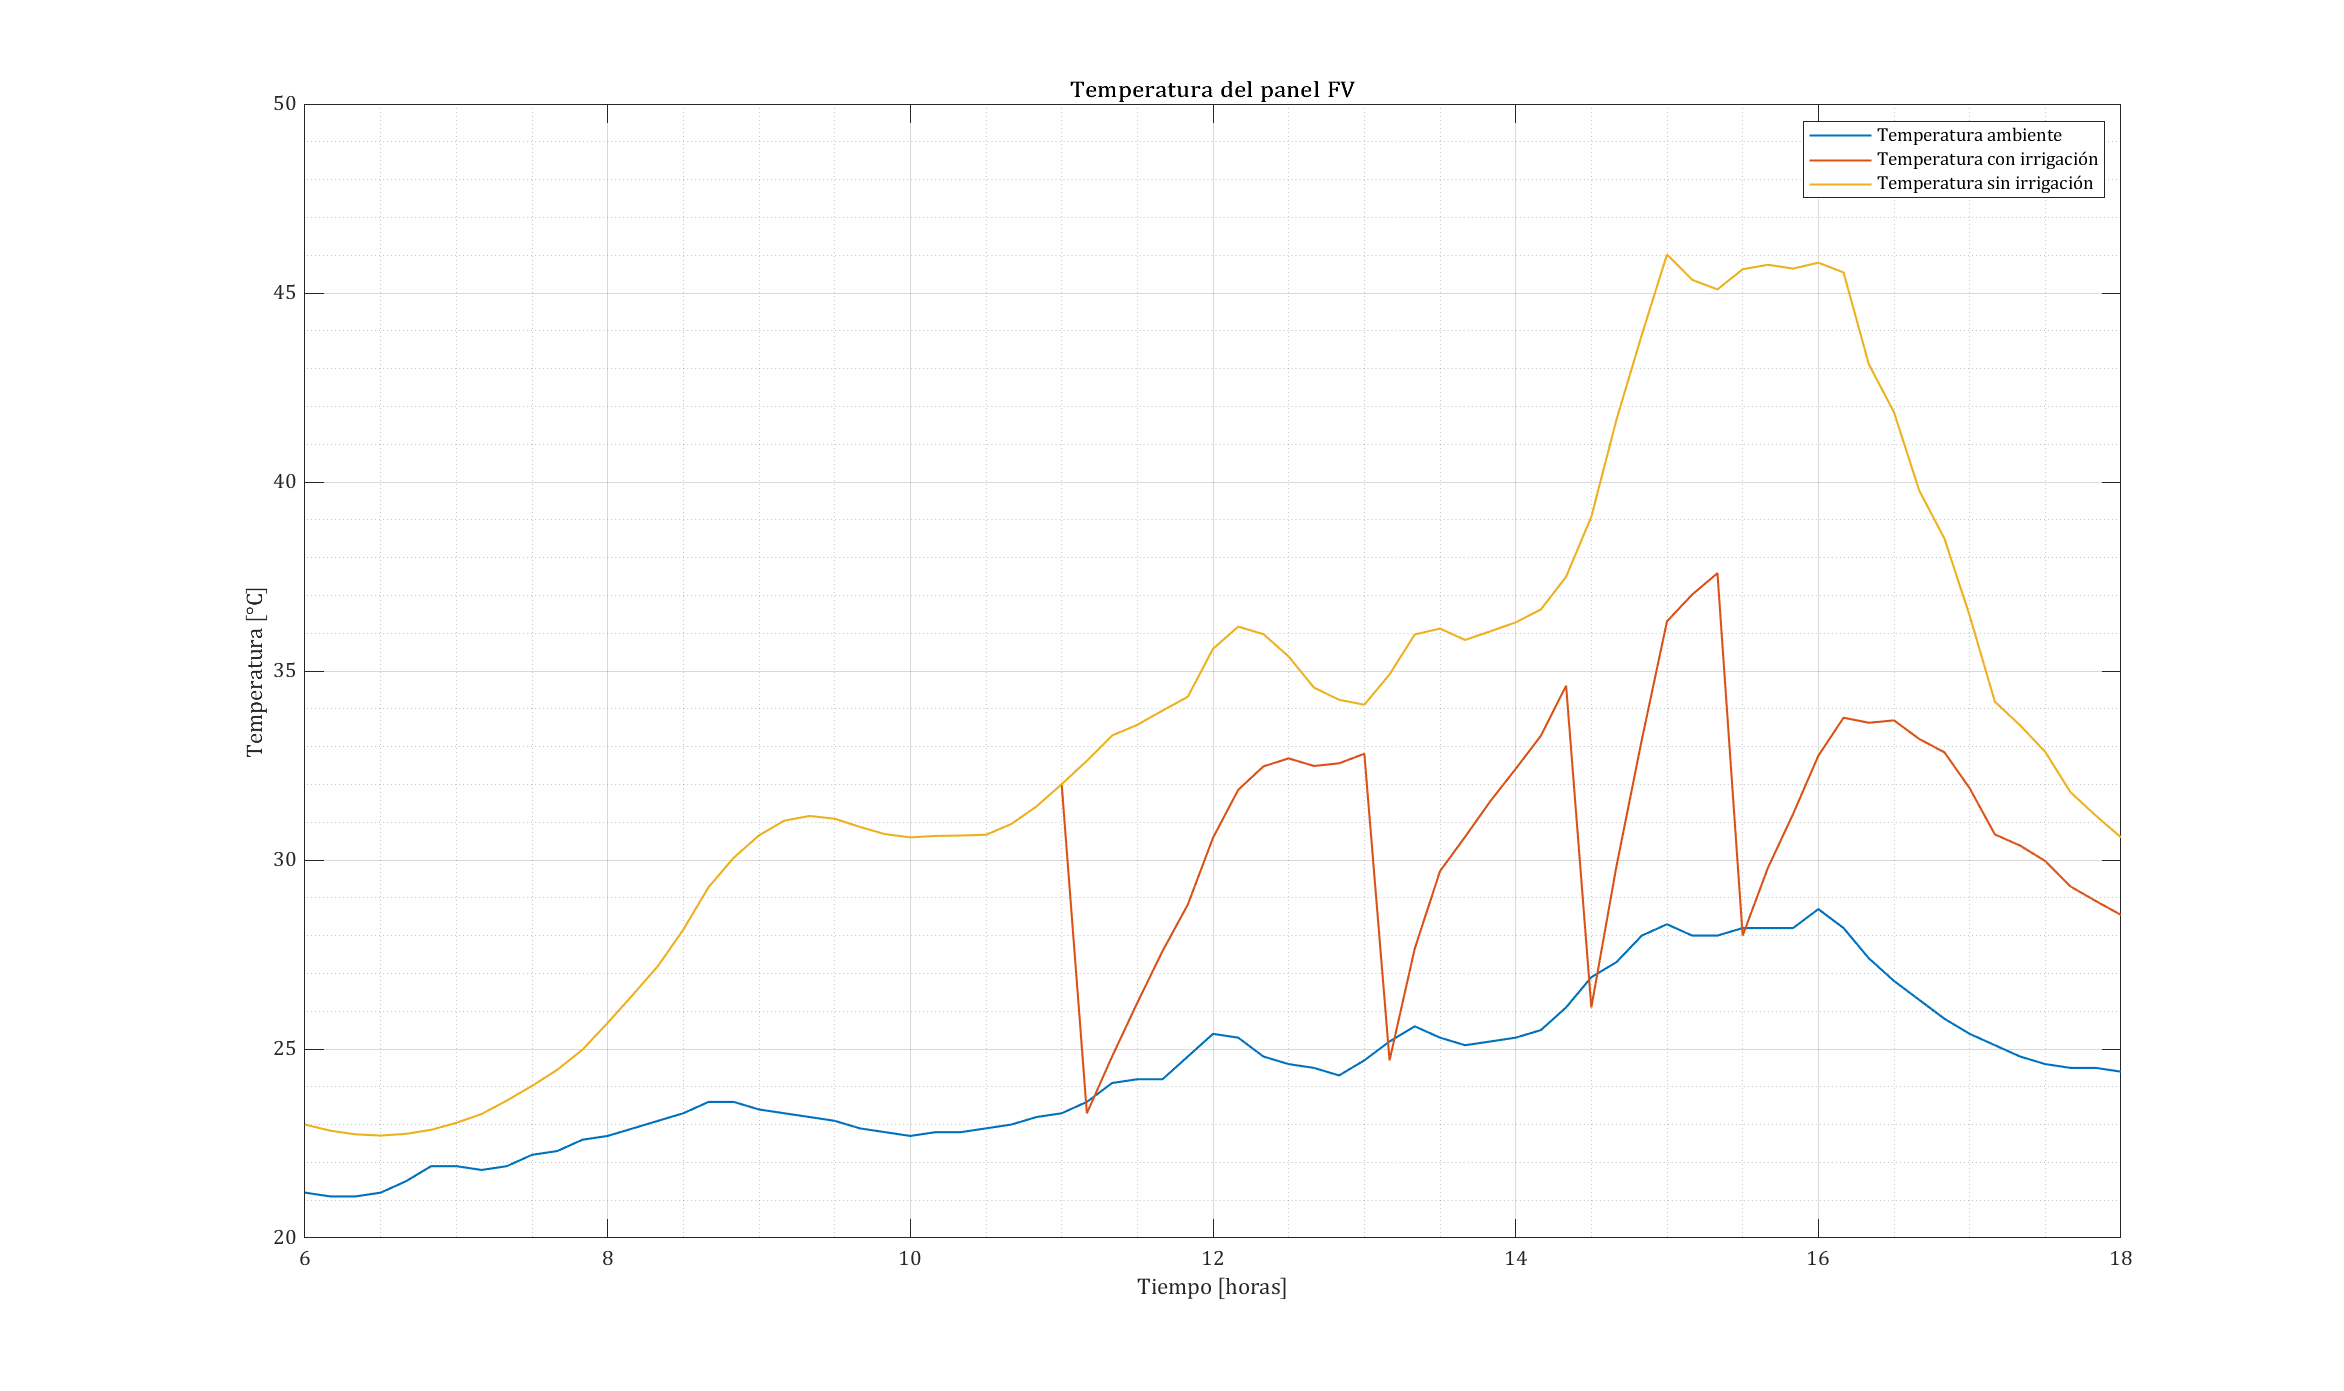 Temperatura del panel FV
Temperatura ambiente
Temperatura con irrigación
Temperatura sin irrigación
50
45
40
35
30
25
20
Temperatura [°C]
6 8 10 12 14 16 18
Tiempo [horas]